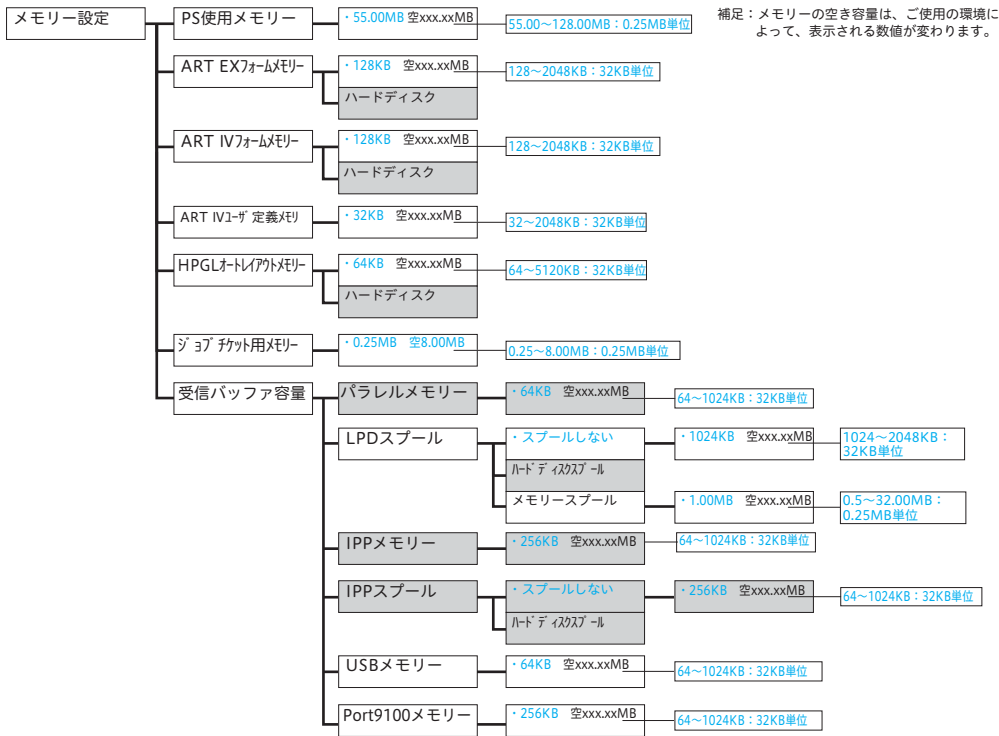 メモリー設定
PS使用メモリー
・55.00MB 空xxx.xxMB
55.00～128.00MB：0.25MB単位
補足：メモリーの空き容量は、ご使用の環境に
よって、表示される数値が変わります。
ART EXフォームメモリー
・128KB 空xxx.xxMB
128～2048KB：32KB単位
ハードディスク
ART IVフォームメモリー
・128KB 空xxx.xxMB
128～2048KB：32KB単位
ハードディスク
ART IVユーザ定義メモリ
・32KB 空xxx.xxMB
32～2048KB：32KB単位
HPGLオートレイアウトメモリー
・64KB 空xxx.xxMB
64～5120KB：32KB単位
ハードディスク
ジョブチケット用メモリー
・0.25MB 空8.00MB
0.25～8.00MB：0.25MB単位
受信バッファ容量
パラレルメモリー
・64KB 空xxx.xxMB
64～1024KB：32KB単位
LPDスプール
・スプールしない
・1024KB 空xxx.xxMB
1024～2048KB：
32KB単位
ハードディスクスプール
メモリースプール
・1.00MB 空xxx.xxMB
0.5～32.00MB：
0.25MB単位
IPPメモリー
・256KB 空xxx.xxMB
64～1024KB：32KB単位
IPPスプール
・スプールしない
・256KB 空xxx.xxMB
64～1024KB：32KB単位
ハードディスクスプール
USBメモリー
・64KB 空xxx.xxMB
64～1024KB：32KB単位
Port9100メモリー
・256KB 空xxx.xxMB
64～1024KB：32KB単位